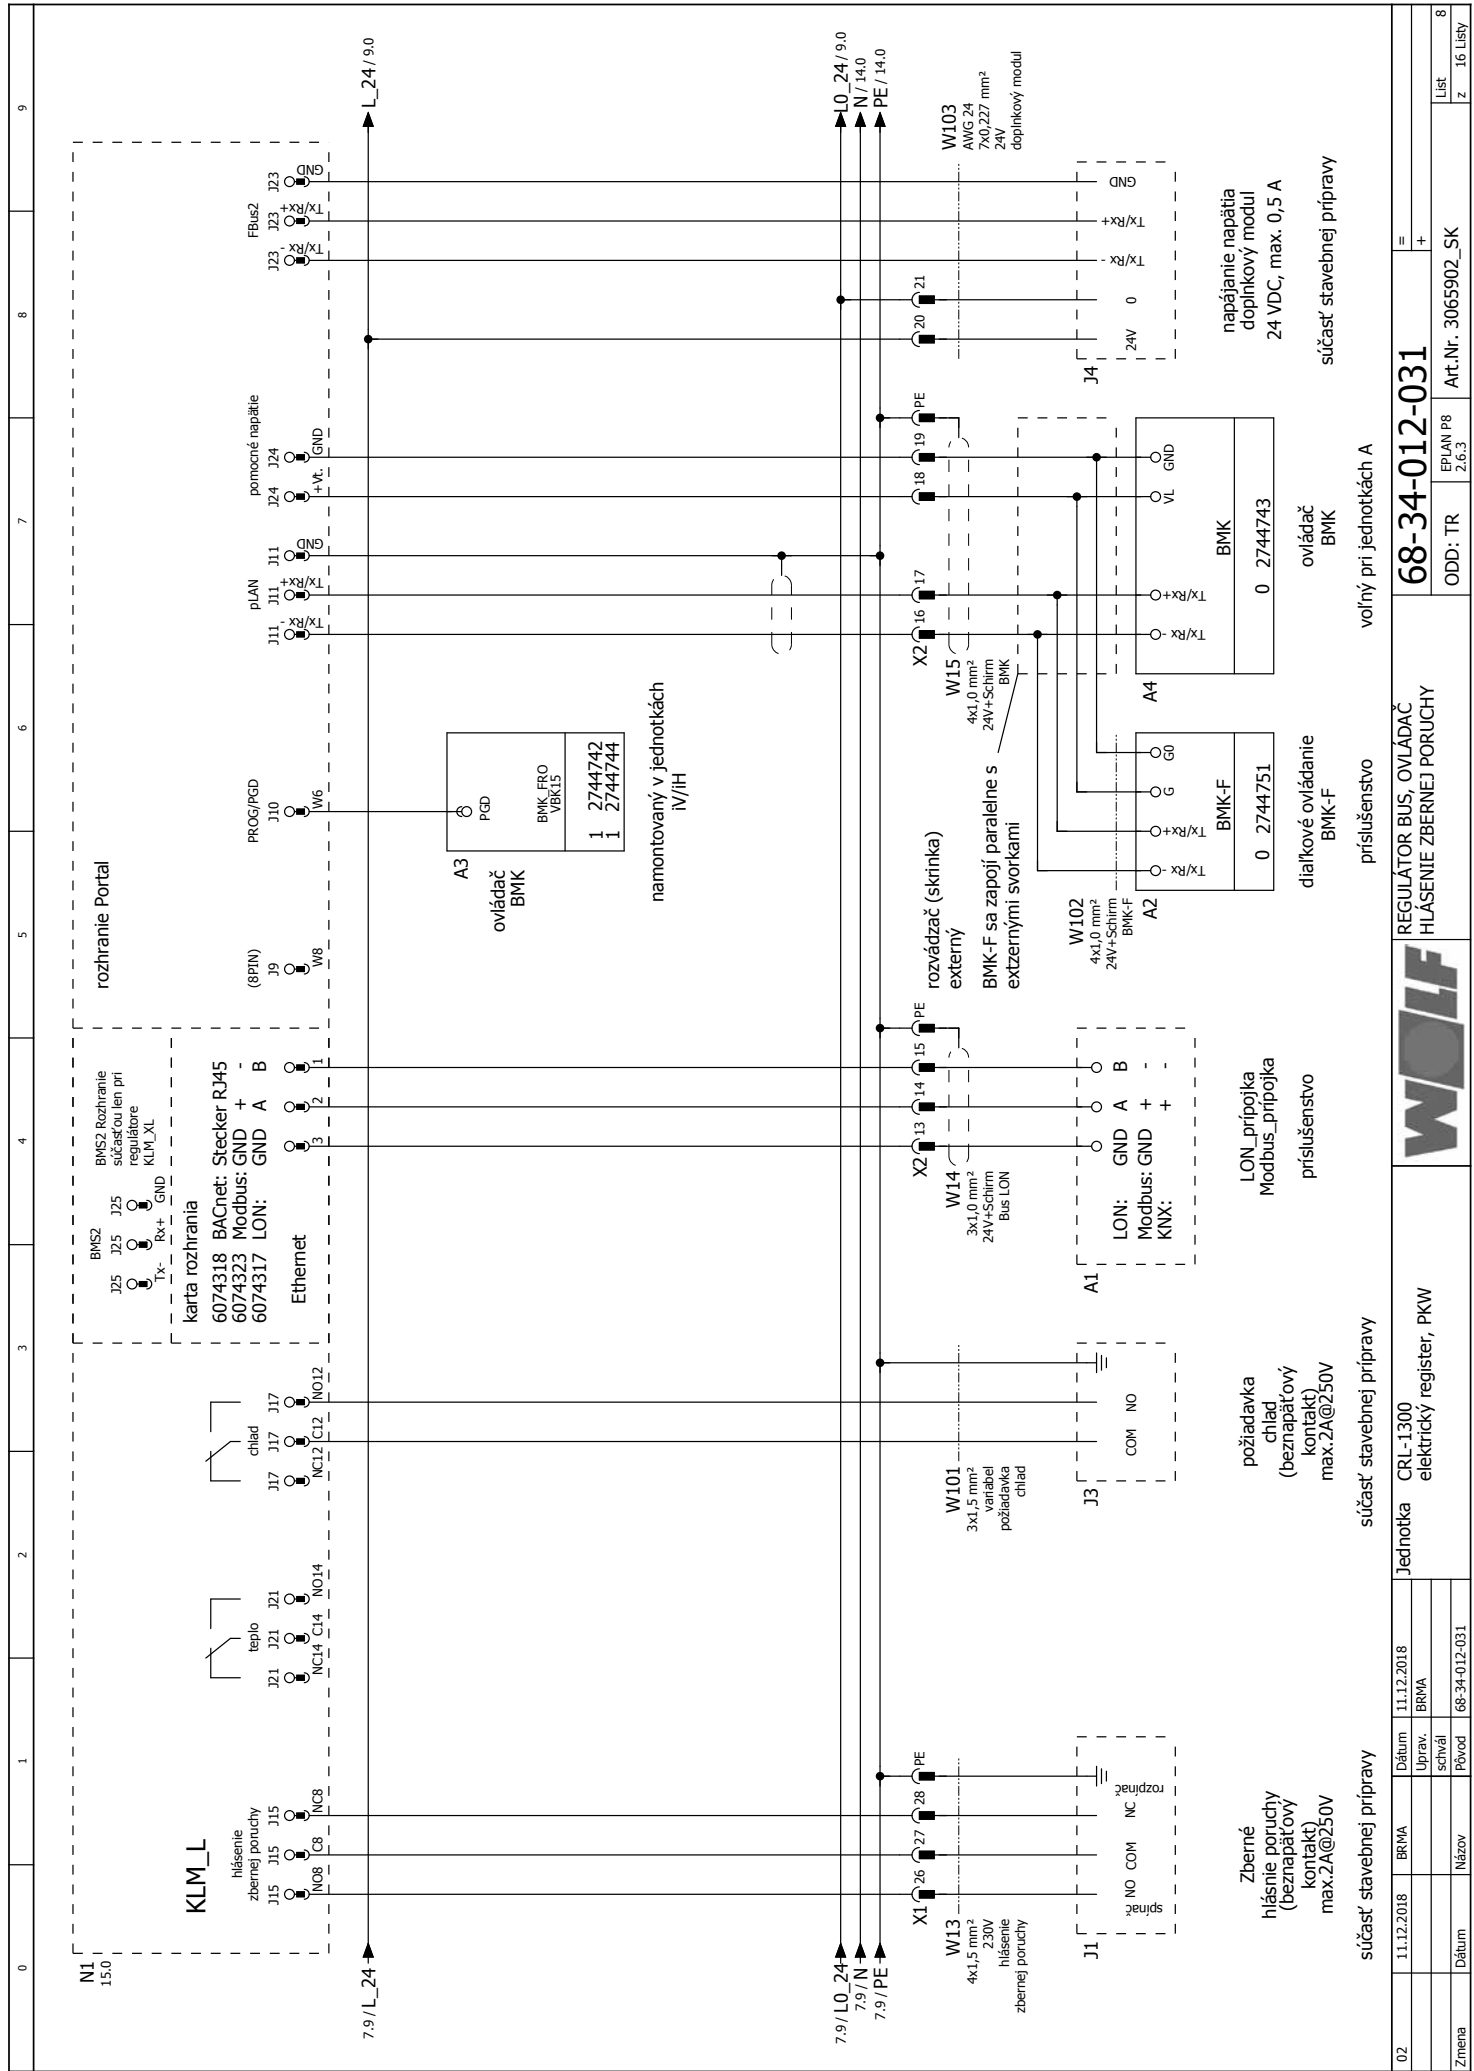 0 1 2 3 4 5 6 7 8 9
N1
15.0
KLM_L
hlásenie
zbernej poruchy
J15 J15 J15
NO8 C8 NC8
teplo
J21 J21 J21
NC14 C14 NO14
chlad
J17 J17 J17
NC12 C12 NO12
BMS2
J25 J25 J25
Tx- Rx+ GND
BMS2 Rozhranie
súčasťou len pri
regulátore
KLM_XL
karta rozhrania
6074318 BACnet: Stecker RJ45
6074323 Modbus: GND + -
6074317 LON: GND A B
Ethernet
3 2 1
rozhranie Portal
(8PIN)
J9
W8
PROG/PGD
J10
W6
pLAN
J11 J11 J11
Tx/Rx - Tx/Rx+ GND
pomocné napätie
J24 J24
+Vt. GND
FBus2
J23 J23 J23
Tx/Rx - Tx/Rx+ GND
7.9 / L_24
L_24 / 9.0
A3
PGD
BMK_FRO
VBK15
1 2744742
1 2744744
ovládač
BMK
namontovaný v jednotkách
iV/iH
7.9 / L0_24
7.9 / N
7.9 / PE
L0_24 / 9.0
N / 14.0
PE / 14.0
X1 26 27 28 PE
W13
4x1,5 mm²
230V
hlásenie
zbernej poruchy
J1
NO COM NC
spínač rozpínač
Zberné
hlásnie poruchy
(beznapäťový
kontakt)
max.2A@250V
súčasť stavebnej prípravy
W101
3x1,5 mm²
variabel
požiadavka
chlad
J3
COM NO
požiadavka
chlad
(beznapäťový
kontakt)
max.2A@250V
súčasť stavebnej prípravy
X2 13 14 15 PE
W14
3x1,0 mm²
24V+Schirm
Bus LON
A1
LON: GND A B
Modbus: GND + -
KNX: + -
LON_prípojka
Modbus_prípojka
príslušenstvo
rozvádzač (skrinka)
externý
BMK-F sa zapojí paralelne s
extzernými svorkami
W102
4x1,0 mm²
24V+Schirm
BMK-F
A2
Tx/Rx - Tx/Rx+ G G0
BMK-F
0 2744751
diaľkové ovládanie
BMK-F
príslušenstvo
X2 16 17 18 19 PE
W15
4x1,0 mm²
24V+Schirm
BMK
A4
Tx/Rx - Tx/Rx+ VL GND
BMK
0 2744743
ovládač
BMK
voľný pri jednotkách A
20 21
W103
AWG 24
7x0,227 mm²
24V
doplnkový modul
J4
24V 0 Tx/Rx - Tx/Rx+ GND
napájanie napätia
doplnkový modul
24 VDC, max. 0,5 A
súčasť stavebnej prípravy
02 11.12.2018 BRMA Dátum 11.12.2018
Uprav. BRMA
schvál
Zmena Dátum Názov Pôvod 68-34-012-031
Jednotka CRL-1300
elektrický register, PKW
WOLF
REGULÁTOR BUS, OVLÁDAČ
HLÁSENIE ZBERNEJ PORUCHY
68-34-012-031
=
+
ODD: TR
EPLAN P8
2.6.3
Art.Nr. 3065902_SK
List 8
z 16 Listy